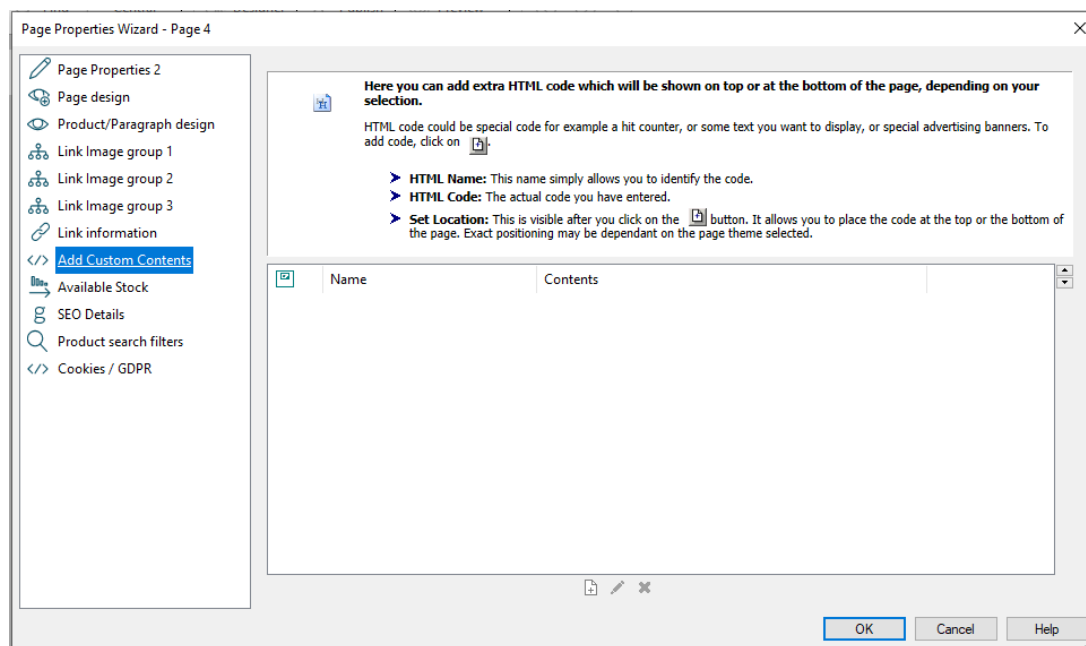 Page Properties Wizard - Page 4
Page Properties 2
Page design
Product/Paragraph design
Link Image group 1
Link Image group 2
Link Image group 3
Link information
Add Custom Contents
Available Stock
SEO Details
Product search filters
Cookies / GDPR
Here you can add extra HTML code which will be shown on top or at the bottom of the page, depending on your
selection.
HTML code could be special code for example a hit counter, or some text you want to display, or special advertising banners. To
add code, click on .
HTML Name: This name simply allows you to identify the code.
HTML Code: The actual code you have entered.
Set Location: This is visible after you click on the button. It allows you to place the code at the top or the bottom of
the page. Exact positioning may be dependant on the page theme selected.
Name Contents
OK Cancel Help